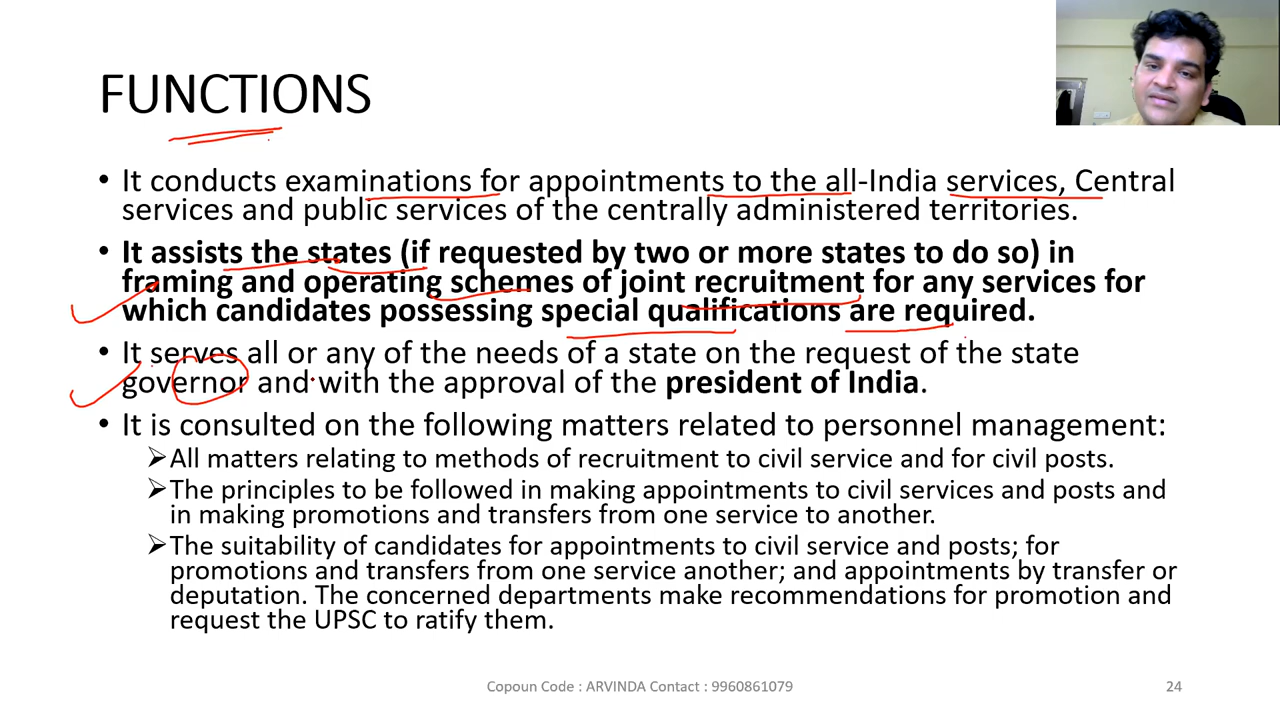 FUNCTIONS
• It conducts examinations for appointments to the all-India services, Central
services and public services of the centrally administered territories.
• It assists the states (if requested by two or more states to do so) in
framing and operating schemes of joint recruitment for any services for
which candidates possessing special qualifications are required.
• It serves all or any of the needs of a state on the request of the state
governor and with the approval of the president of India.
• It is consulted on the following matters related to personnel management:
➢All matters relating to methods of recruitment to civil service and for civil posts.
➢The principles to be followed in making appointments to civil services and posts and
in making promotions and transfers from one service to another.
➢The suitability of candidates for appointments to civil service and posts; for
promotions and transfers from one service another; and appointments by transfer or
deputation. The concerned departments make recommendations for promotion and
request the UPSC to ratify them.
Copoun Code : ARVINDA Contact : 9960861079
24